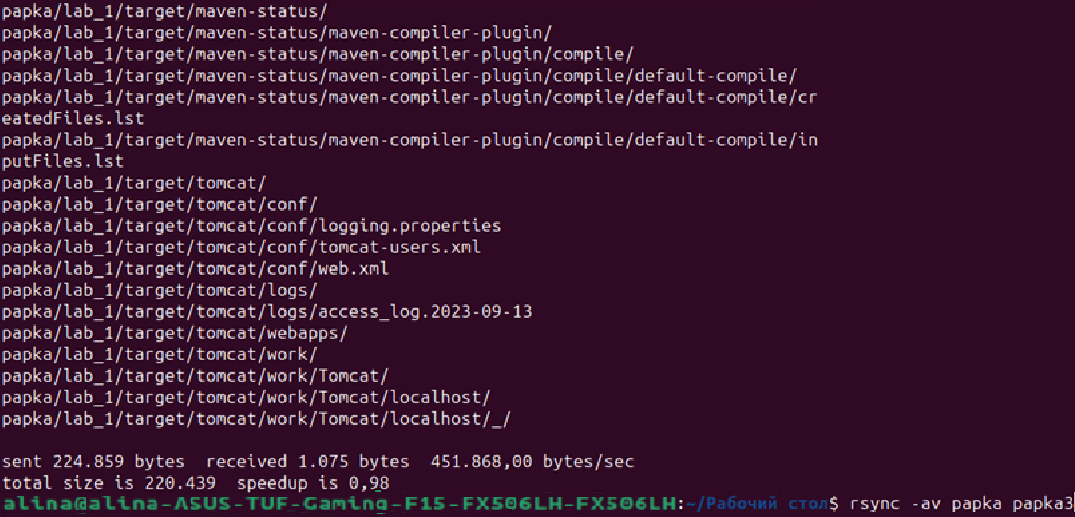 papka/lab_1/target/maven-status/
papka/lab_1/target/maven-status/maven-compiler-plugin/
papka/lab_1/target/maven-status/maven-compiler-plugin/compile/
papka/lab_1/target/maven-status/maven-compiler-plugin/compile/default-compile/
papka/lab_1/target/maven-status/maven-compiler-plugin/compile/default-compile/cr
eatedFiles.lst
papka/lab_1/target/maven-status/maven-compiler-plugin/compile/default-compile/in
putFiles.lst
papka/lab_1/target/tomcat/
papka/lab_1/target/tomcat/conf/
papka/lab_1/target/tomcat/conf/logging.properties
papka/lab_1/target/tomcat/conf/tomcat-users.xml
papka/lab_1/target/tomcat/conf/web.xml
papka/lab_1/target/tomcat/logs/
papka/lab_1/target/tomcat/logs/access_log.2023-09-13
papka/lab_1/target/tomcat/webapps/
papka/lab_1/target/tomcat/work/
papka/lab_1/target/tomcat/work/Tomcat/
papka/lab_1/target/tomcat/work/Tomcat/localhost/
papka/lab_1/target/tomcat/work/Tomcat/localhost/_/
sent 224.859 bytes  received 1.075 bytes  451.868,00 bytes/sec
total size is 220.439  speedup is 0,98
alina@alina-ASUS-TUF-Gaming-F15-FX506LH-FX506LH:~/Рабочий стол$ rsync -av papka papka3